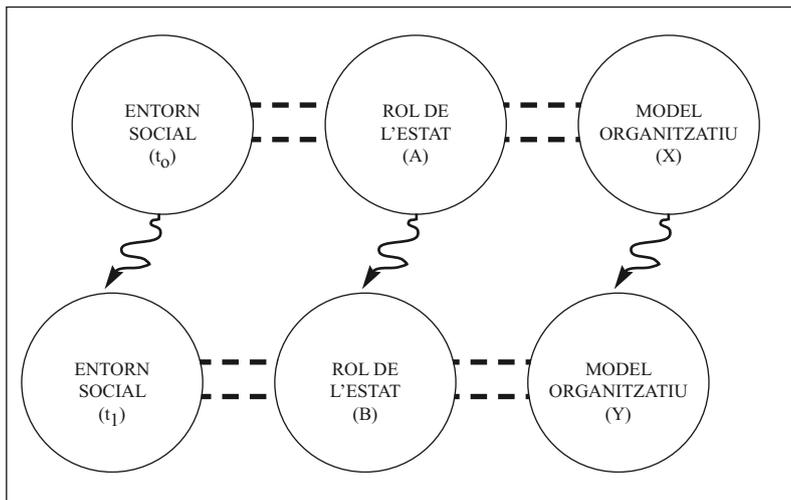 ENTORN
SOCIAL
(t₀)
ROL DE
L’ESTAT
(A)
MODEL
ORGANITZATIU
(X)
ENTORN
SOCIAL
(t₁)
ROL DE
L’ESTAT
(B)
MODEL
ORGANITZATIU
(Y)